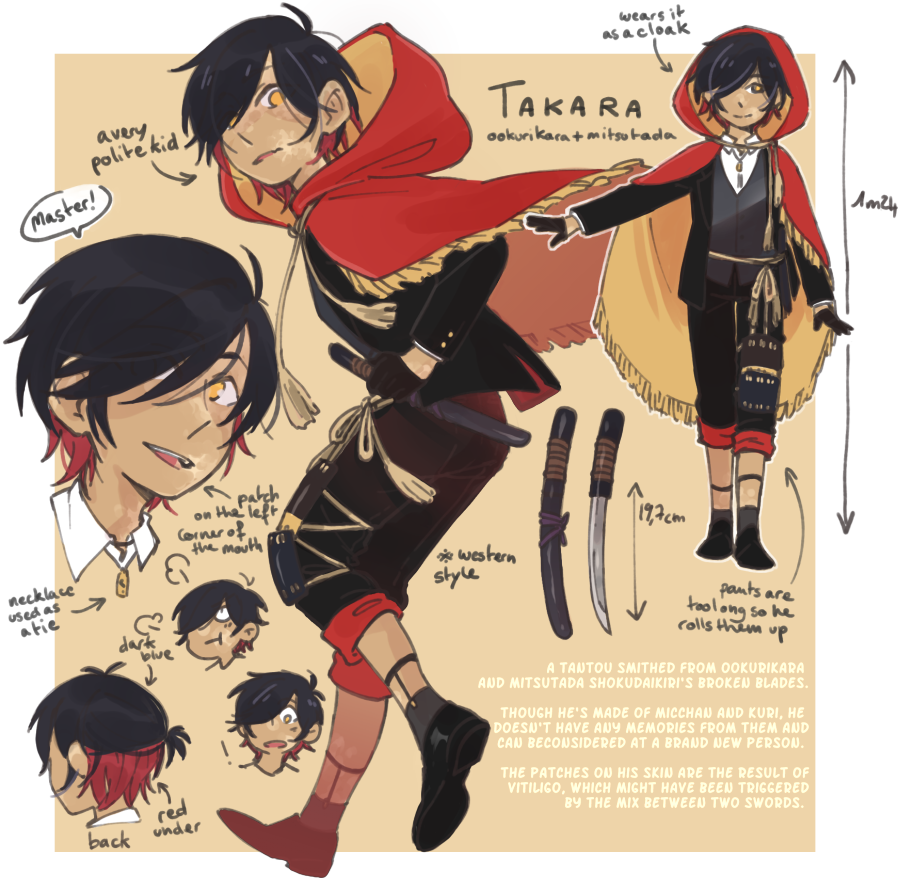 wears it
as a cloak
TAKARA
ookurikara + mitsutada
a very
polite kid
Master!
1m24
patch
on the left
corner of
the mouth
19,7cm
※ western
style
necklace
used as
a tie
pants are
too long so he
rolls them up
dark
blue
red
under
back
A TANTOU SMITHED FROM OOKURIKARA
AND MITSUTADA SHOKUDAIKIRI'S BROKEN BLADES.
THOUGH HE'S MADE OF MICCHAN AND KURI, HE
DOESN'T HAVE ANY MEMORIES FROM THEM AND
CAN BECONSIDERED AT A BRAND NEW PERSON.
THE PATCHES ON HIS SKIN ARE THE RESULT OF
VITILIGO, WHICH MIGHT HAVE BEEN TRIGGERED
BY THE MIX BETWEEN TWO SWORDS.